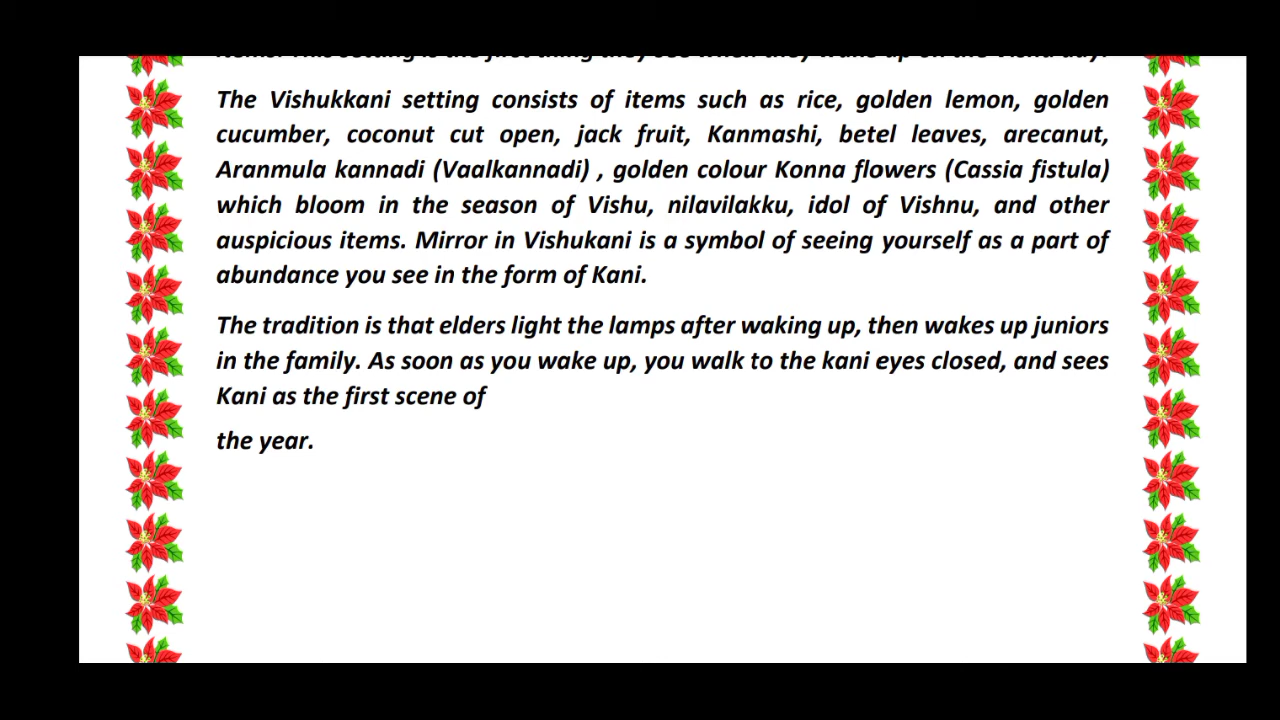 The Vishukkani setting consists of items such as rice, golden lemon, golden
cucumber, coconut cut open, jack fruit, Kanmashi, betel leaves, arecanut,
Aranmula kannadi (Vaalkannadi) , golden colour Konna flowers (Cassia fistula)
which bloom in the season of Vishu, nilavilakku, idol of Vishnu, and other
auspicious items. Mirror in Vishukani is a symbol of seeing yourself as a part of
abundance you see in the form of Kani.
The tradition is that elders light the lamps after waking up, then wakes up juniors
in the family. As soon as you wake up, you walk to the kani eyes closed, and sees
Kani as the first scene of
the year.